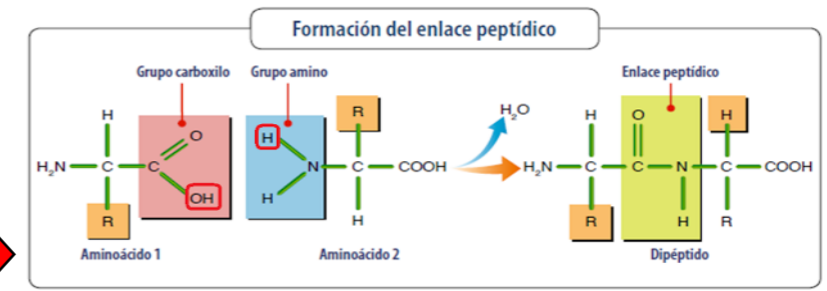 Formación del enlace peptídico
Grupo carboxilo Grupo amino Enlace peptídico
H O R H₂O H O H
H₂N C C OH H N C COOH H₂N C C N C COOH
R H H R H R
Aminoácido 1 Aminoácido 2 Dipéptido